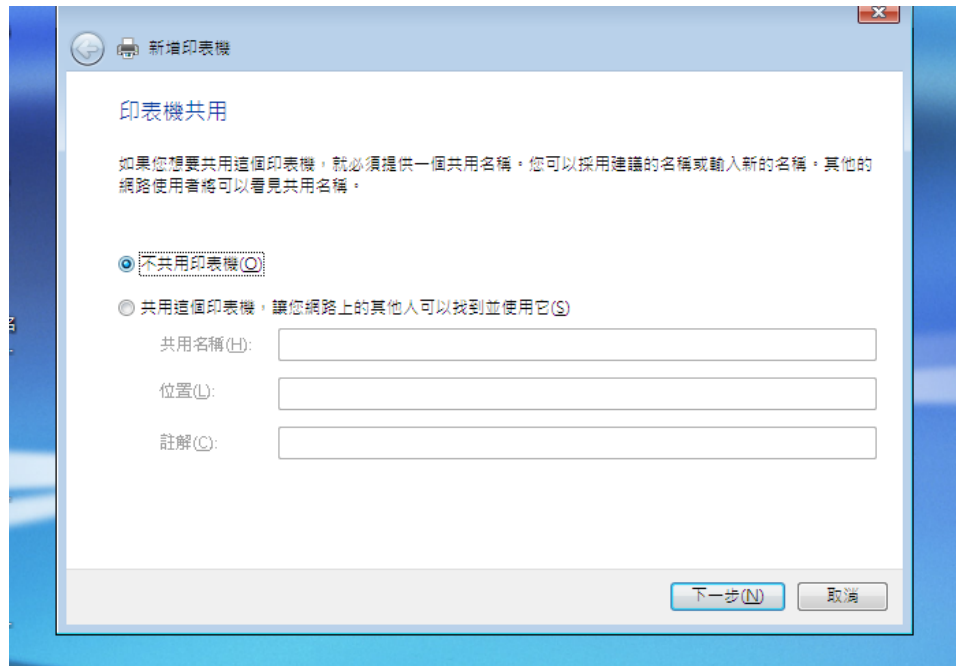 新增印表機
印表機共用
如果您想要共用這個印表機，就必須提供一個共用名稱。您可以採用建議的名稱或輸入新的名稱。其他的
網路使用者將可以看見共用名稱。
不共用印表機(O)
共用這個印表機，讓您網路上的其他人可以找到並使用它(S)
共用名稱(H):
位置(L):
註解(C):
下一步(N)
取消